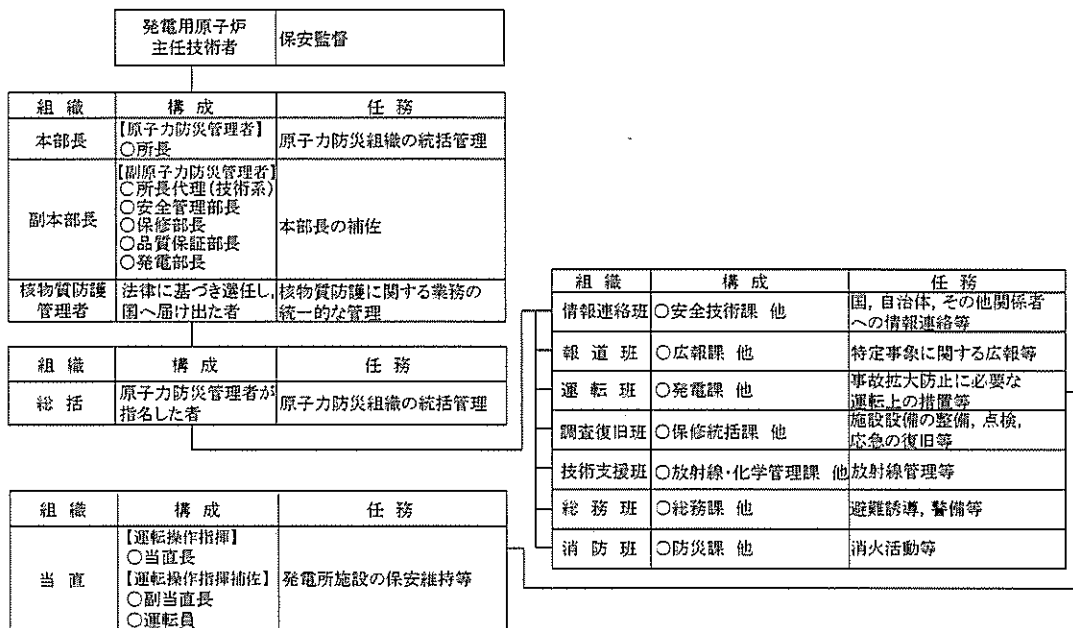 発電用原子炉
主任技術者
保安監督
組織 構成 任務
本部長
【原子力防災管理者】
○所長
原子力防災組織の統括管理
副本部長
【副原子力防災管理者】
○所長代理(技術系)
○安全管理部長
○保修部長
○品質保証部長
○発電部長
本部長の補佐
核物質防護
管理者
法律に基づき選任し,
国へ届け出た者
核物質防護に関する業務の
統一的な管理
組織 構成 任務
総括
原子力防災管理者が
指名した者
原子力防災組織の統括管理
組織 構成 任務
当直
【運転操作指揮】
○当直長
【運転操作指揮補佐】
○副当直長
○運転員
発電所施設の保安維持等
組織 構成 任務
情報連絡班 ○安全技術課 他
国,自治体,その他関係者
への情報連絡等
報道班 ○広報課 他 特定事象に関する広報等
運転班 ○発電課 他
事故拡大防止に必要な
運転上の措置等
調査復旧班 ○保修統括課 他
施設設備の整備,点検,
応急の復旧等
技術支援班 ○放射線・化学管理課 他 放射線管理等
総務班 ○総務課 他 避難誘導,警備等
消防班 ○防災課 他 消火活動等